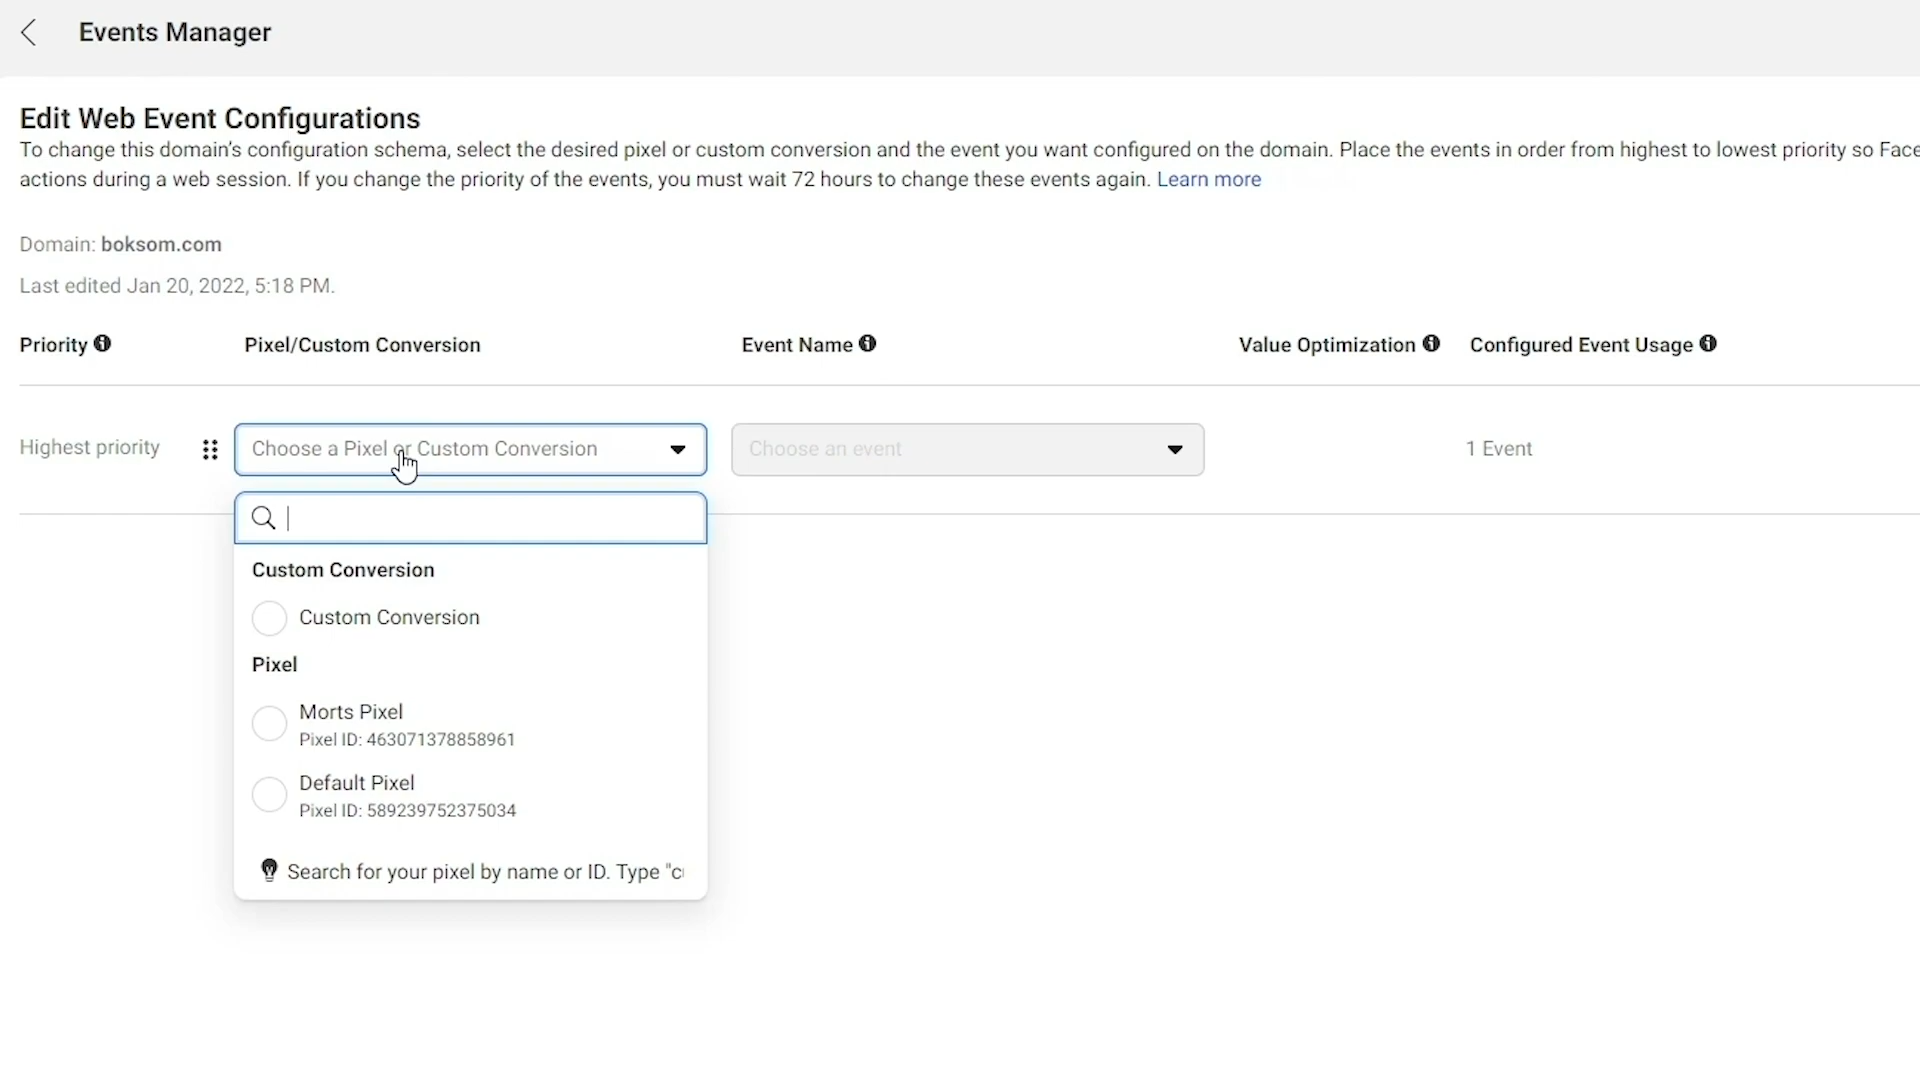 Events Manager
Edit Web Event Configurations
To change this domain's configuration schema, select the desired pixel or custom conversion and the event you want configured on the domain. Place the events in order from highest to lowest priority so Face
actions during a web session. If you change the priority of the events, you must wait 72 hours to change these events again. Learn more
Domain: boksom.com
Last edited Jan 20, 2022, 5:18 PM.
Priority Pixel/Custom Conversion Event Name Value Optimization Configured Event Usage
Highest priority Choose a Pixel or Custom Conversion Choose an event 1 Event
Custom Conversion
Custom Conversion
Pixel
Morts Pixel
Pixel ID: 463071378858961
Default Pixel
Pixel ID: 589239752375034
Search for your pixel by name or ID. Type "c